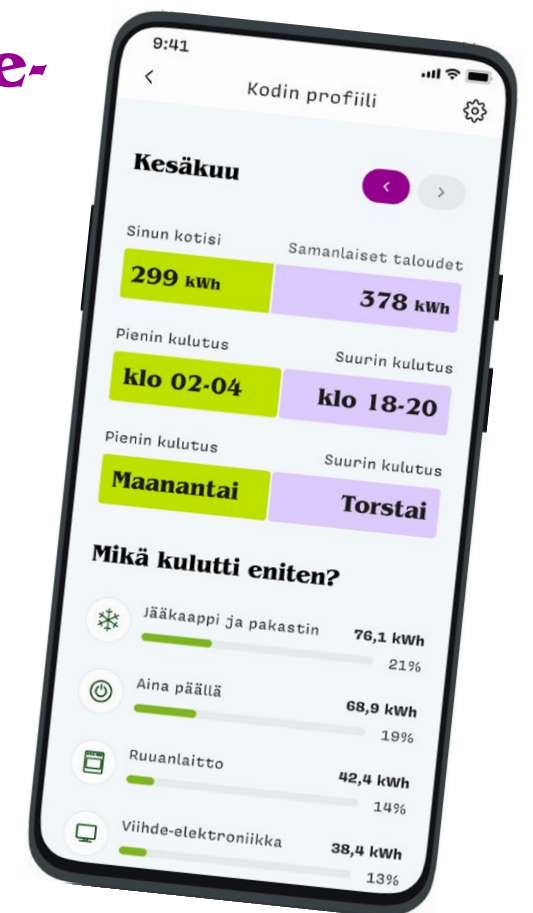 e-
9:41
Kodin profiili
Kesäkuu
Sinun kotisi Samanlaiset taloudet
299 kWh 378 kWh
Pienin kulutus Suurin kulutus
klo 02-04 klo 18-20
Pienin kulutus Suurin kulutus
Maanantai Torstai
Mikä kulutti eniten?
Jääkaappi ja pakastin 76,1 kWh
21%
Aina päällä 68,9 kWh
19%
Ruuanlaitto 42,4 kWh
14%
Viihde-elektroniikka 38,4 kWh
13%